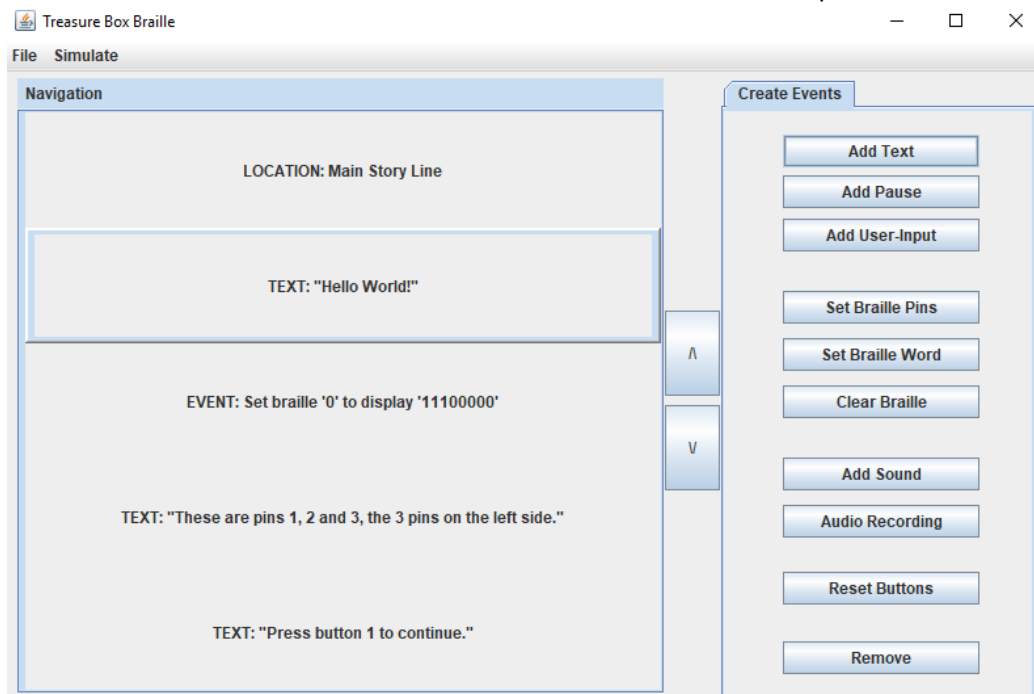 Treasure Box Braille
File Simulate
Navigation
LOCATION: Main Story Line
TEXT: "Hello World!"
EVENT: Set braille '0' to display '11100000'
TEXT: "These are pins 1, 2 and 3, the 3 pins on the left side."
TEXT: "Press button 1 to continue."
/\
\/
Create Events
Add Text
Add Pause
Add User-Input
Set Braille Pins
Set Braille Word
Clear Braille
Add Sound
Audio Recording
Reset Buttons
Remove